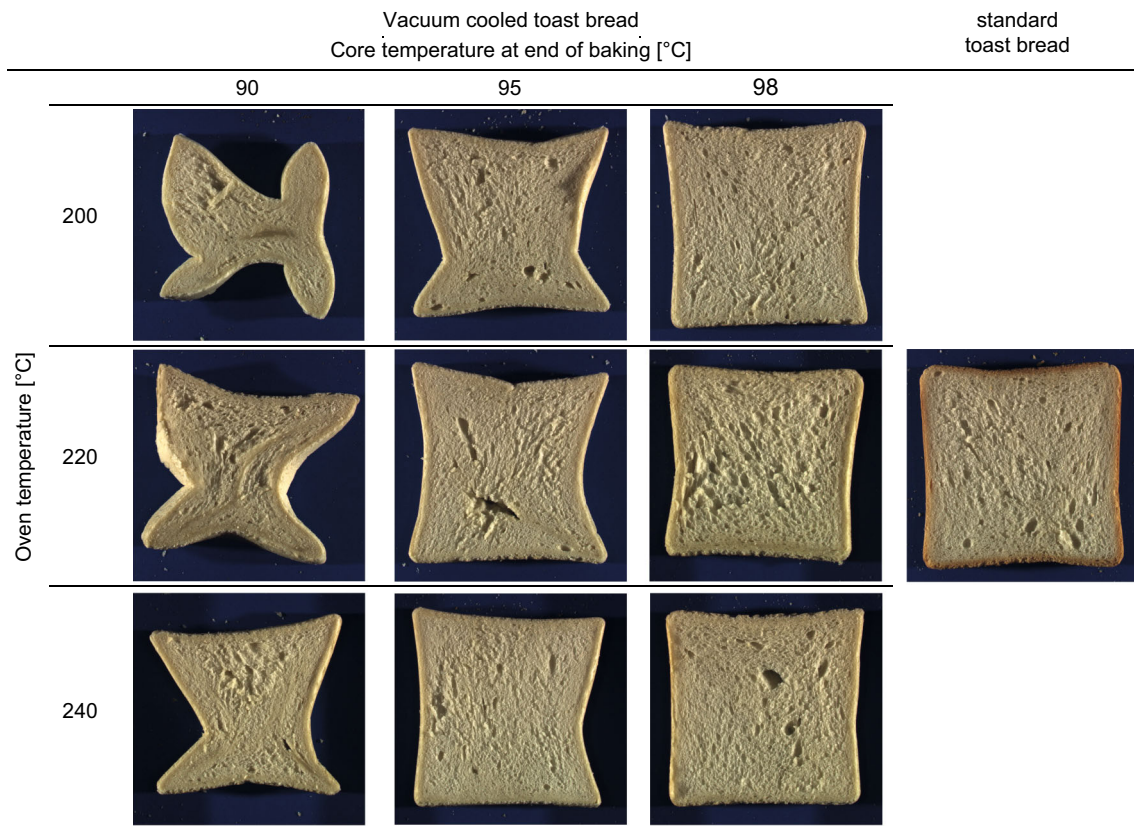 Vacuum cooled toast bread
Core temperature at end of baking [°C]
standard
toast bread
90
95
98
200
220
240
Oven temperature [°C]